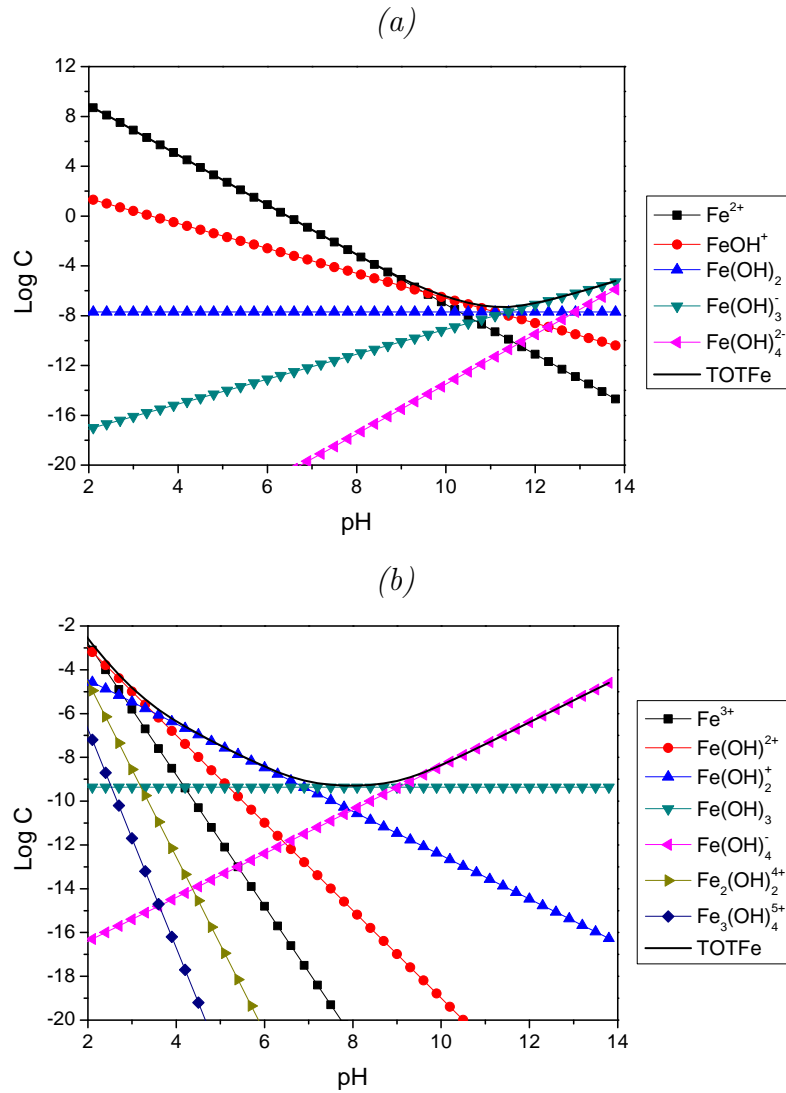 (a)
12
8
4
0
-4
-8
-12
-16
-20
Log C
2 4 6 8 10 12 14
pH
Fe²⁺
FeOH⁺
Fe(OH)₂
Fe(OH)₃⁻
Fe(OH)₄²⁻
TOTFe
(b)
-2
-4
-6
-8
-10
-12
-14
-16
-18
-20
Log C
2 4 6 8 10 12 14
pH
Fe³⁺
Fe(OH)²⁺
Fe(OH)₂⁺
Fe(OH)₃
Fe(OH)₄⁻
Fe₂(OH)₂⁴⁺
Fe₃(OH)₄⁵⁺
TOTFe